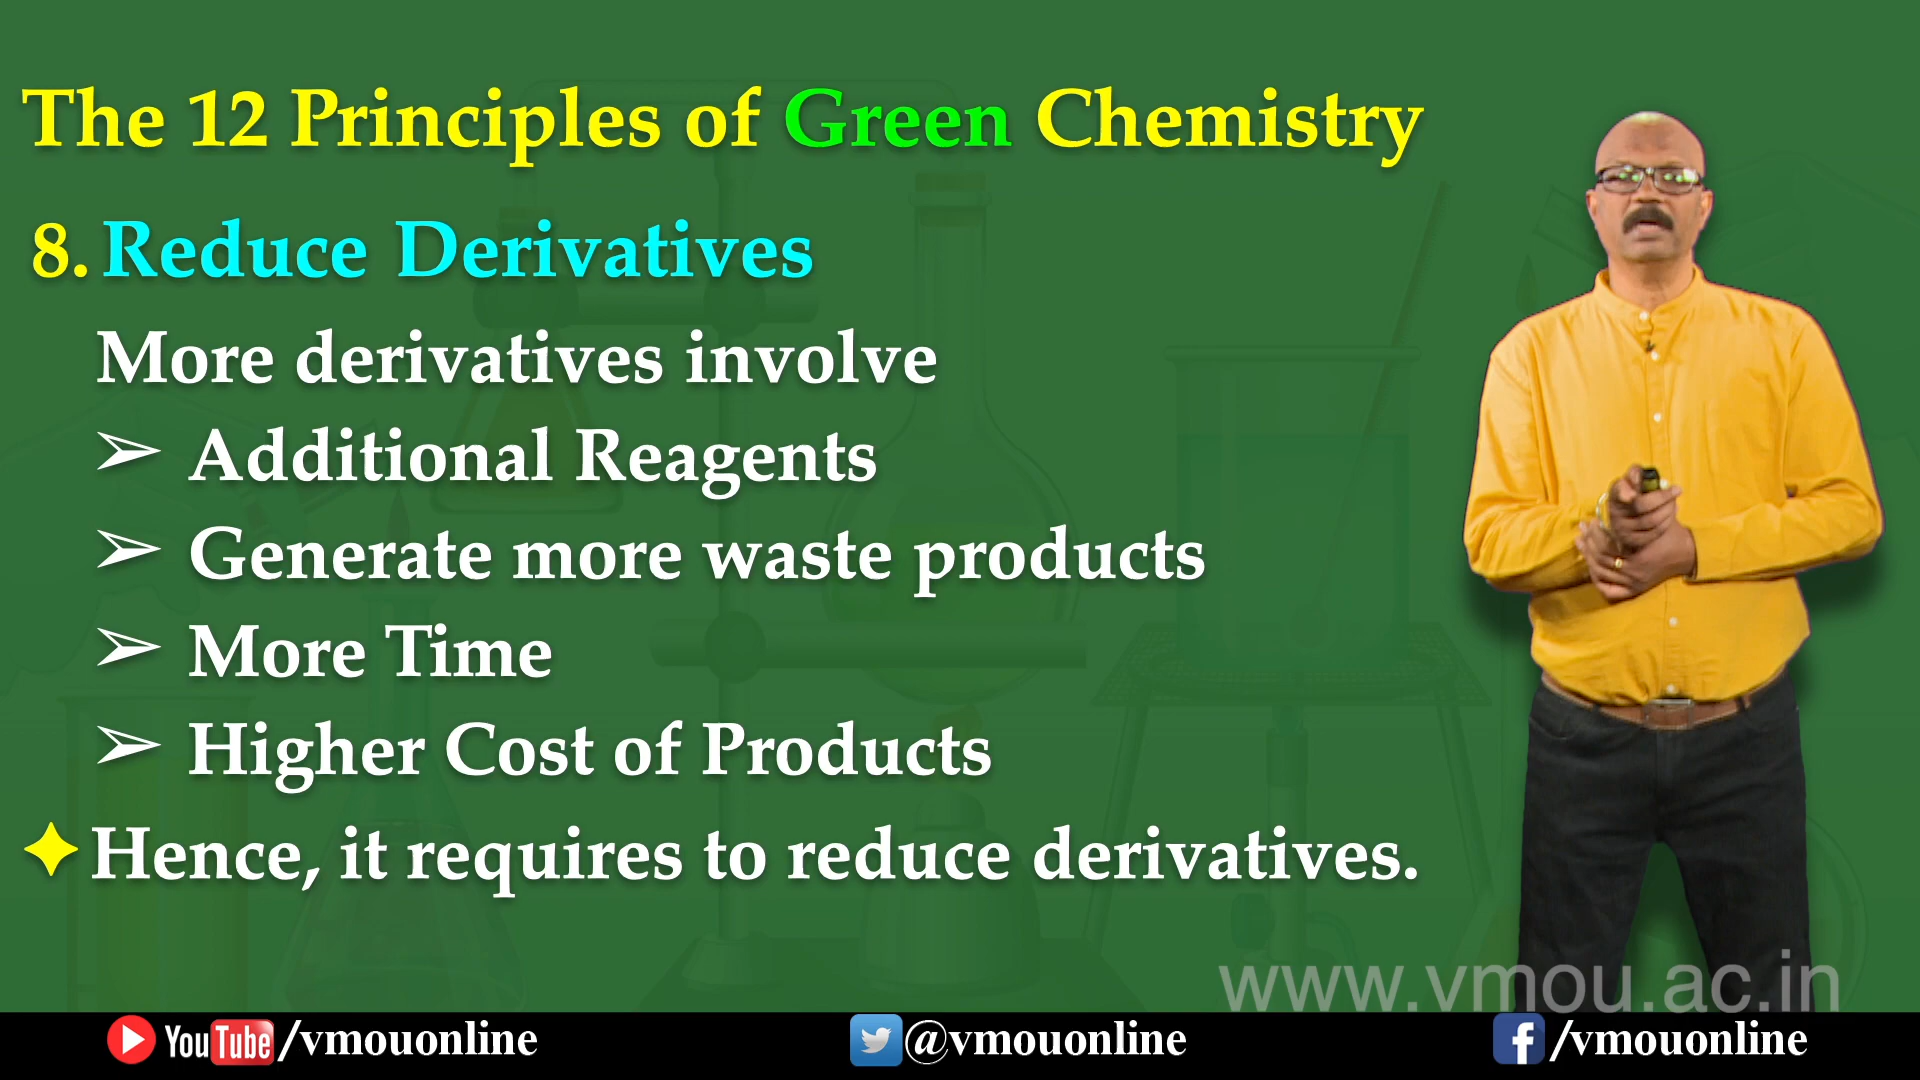 The 12 Principles of Green Chemistry
8. Reduce Derivatives
More derivatives involve
➢ Additional Reagents
➢ Generate more waste products
➢ More Time
➢ Higher Cost of Products
✦ Hence, it requires to reduce derivatives.
www.vmou.ac.in
YouTube /vmouonline @vmouonline f /vmouonline